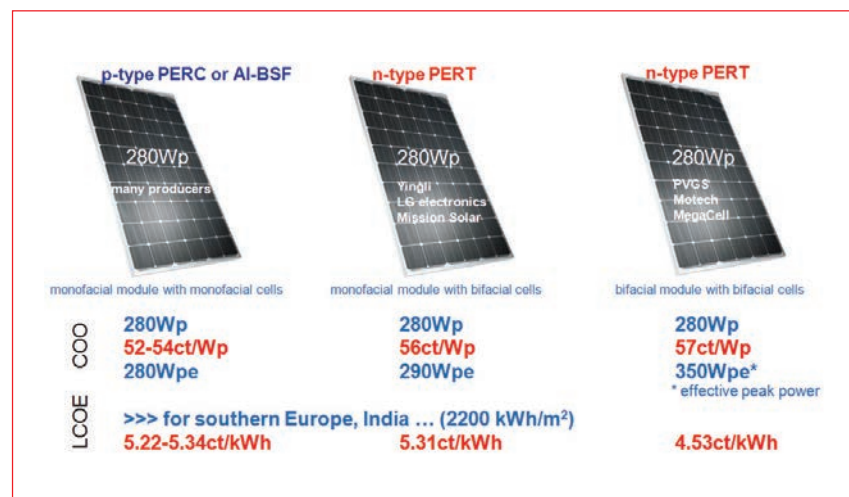 p-type PERC or Al-BSF
n-type PERT
n-type PERT
280Wp
many producers
280Wp
Yingli
LG electronics
Mission Solar
280Wp
PVGS
Motech
MegaCell
monofacial module with monofacial cells
monofacial module with bifacial cells
bifacial module with bifacial cells
COO
280Wp
280Wp
280Wp
52-54ct/Wp
56ct/Wp
57ct/Wp
280Wpe
290Wpe
350Wpe*
* effective peak power
LCOE
>>> for southern Europe, India ... (2200 kWh/m²)
5.22-5.34ct/kWh
5.31ct/kWh
4.53ct/kWh